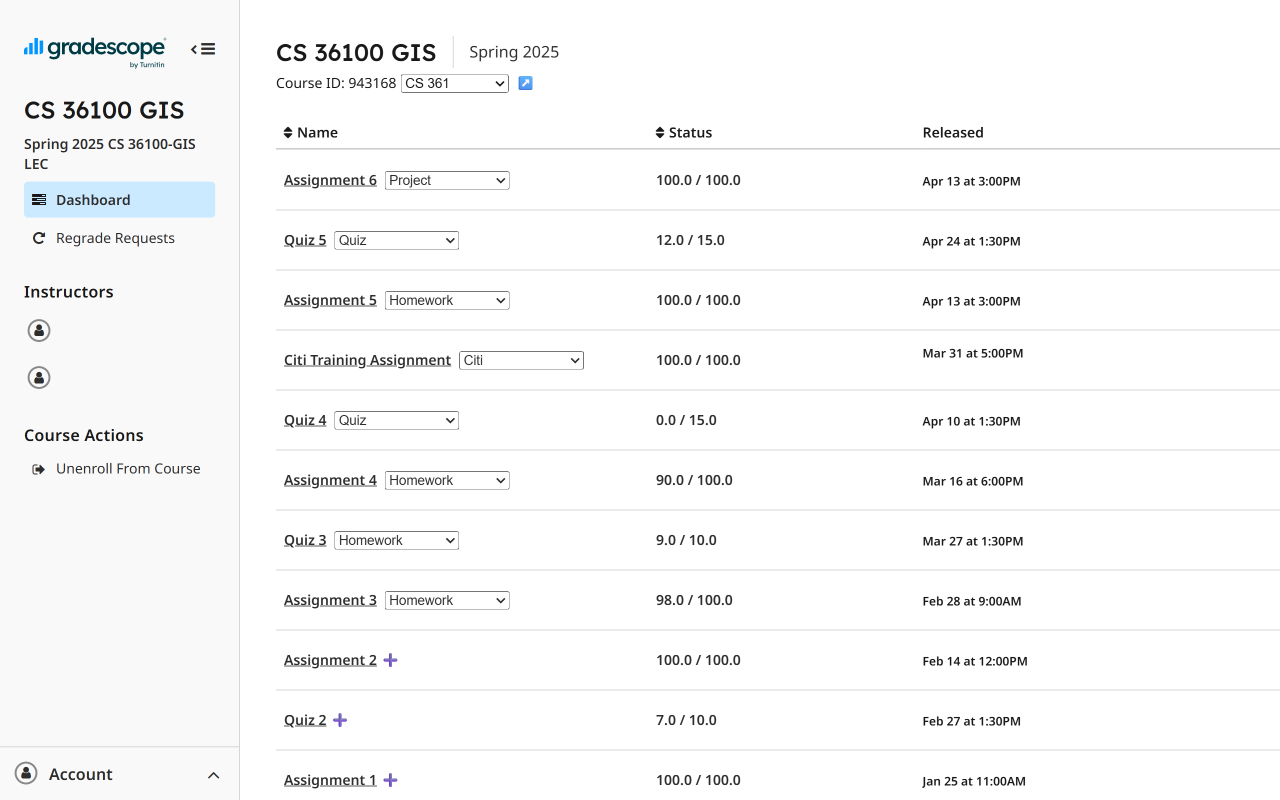 gradescope
by Turnitin
CS 36100 GIS
Spring 2025 CS 36100-GIS
LEC
Dashboard
Regrade Requests
Instructors
Course Actions
Unenroll From Course
Account
CS 36100 GIS Spring 2025
Course ID: 943168 CS 361
Name Status Released
Assignment 6 Project 100.0 / 100.0 Apr 13 at 3:00PM
Quiz 5 Quiz 12.0 / 15.0 Apr 24 at 1:30PM
Assignment 5 Homework 100.0 / 100.0 Apr 13 at 3:00PM
Citi Training Assignment Citi 100.0 / 100.0 Mar 31 at 5:00PM
Quiz 4 Quiz 0.0 / 15.0 Apr 10 at 1:30PM
Assignment 4 Homework 90.0 / 100.0 Mar 16 at 6:00PM
Quiz 3 Homework 9.0 / 10.0 Mar 27 at 1:30PM
Assignment 3 Homework 98.0 / 100.0 Feb 28 at 9:00AM
Assignment 2 100.0 / 100.0 Feb 14 at 12:00PM
Quiz 2 7.0 / 10.0 Feb 27 at 1:30PM
Assignment 1 100.0 / 100.0 Jan 25 at 11:00AM